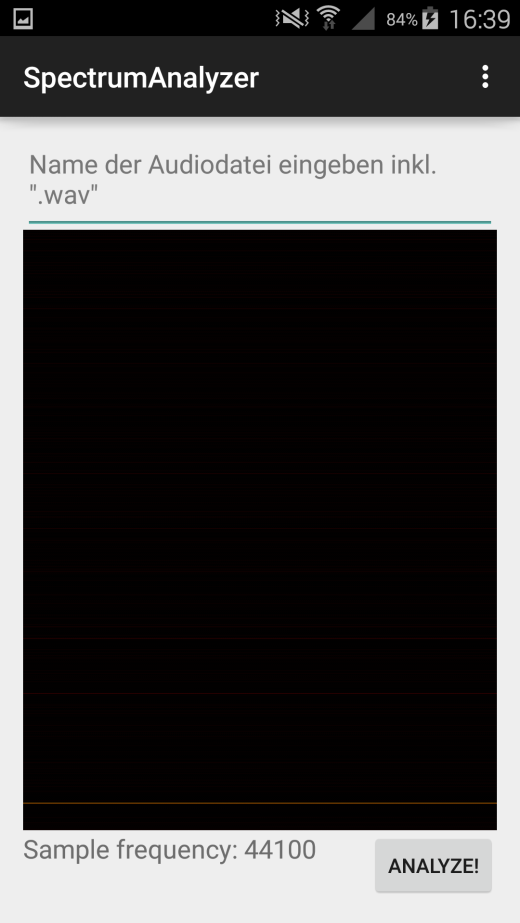 84% 16:39
SpectrumAnalyzer
Name der Audiodatei eingeben inkl.
".wav"
Sample frequency: 44100
ANALYZE!